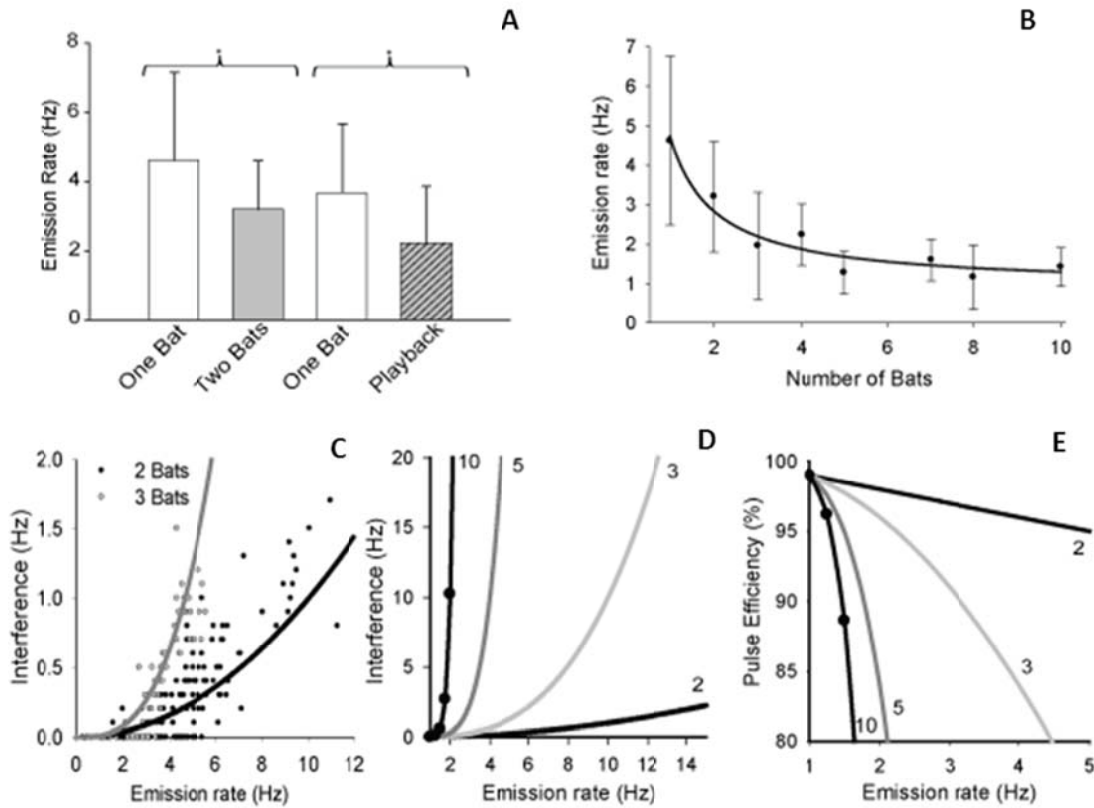 A
8
6
4
2
0
Emission Rate (Hz)
*
*
One Bat
Two Bats
One Bat
Playback
B
7
6
5
4
3
2
1
0
Emission rate (Hz)
2 4 6 8 10
Number of Bats
C
2.0
1.5
1.0
0.5
0.0
Interference (Hz)
2 Bats
3 Bats
0 2 4 6 8 10 12
Emission rate (Hz)
D
20
15
10
5
0
Interference (Hz)
10
5
3
2
2 4 6 8 10 12 14
Emission rate (Hz)
E
100
95
90
85
80
Pulse Efficiency (%)
2
3
5
10
1 2 3 4 5
Emission rate (Hz)